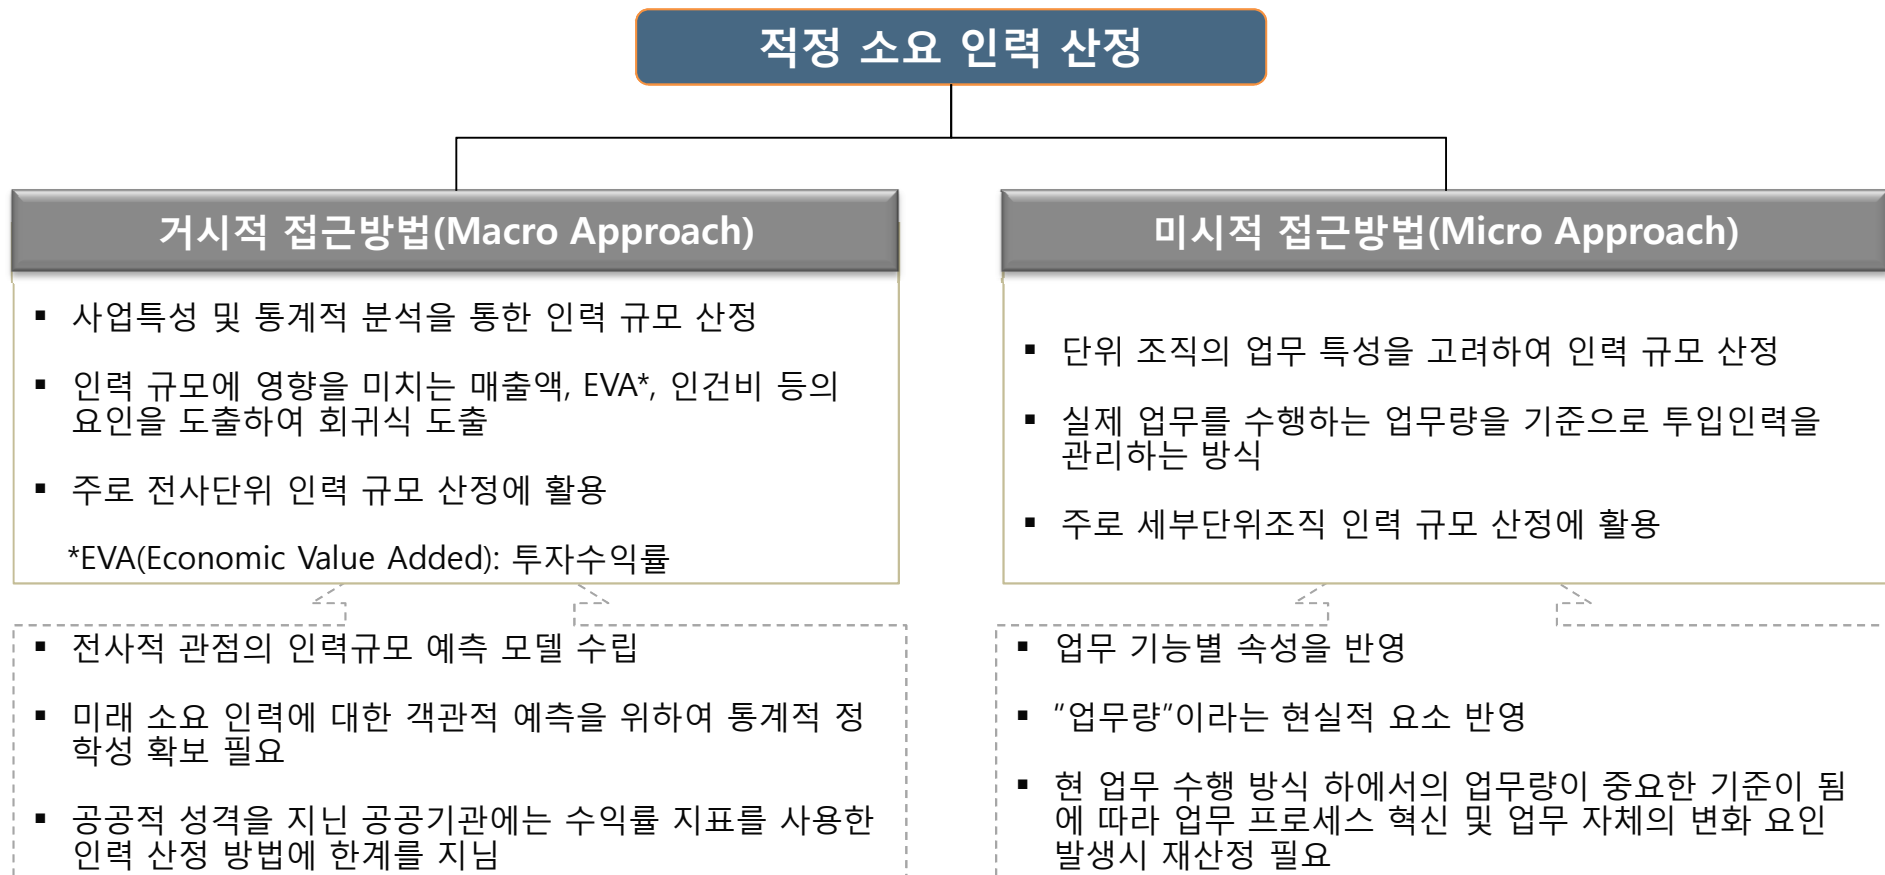 적정 소요 인력 산정
거시적 접근방법(Macro Approach)
▪ 사업특성 및 통계적 분석을 통한 인력 규모 산정
▪ 인력 규모에 영향을 미치는 매출액, EVA*, 인건비 등의
요인을 도출하여 회귀식 도출
▪ 주로 전사단위 인력 규모 산정에 활용
*EVA(Economic Value Added): 투자수익률
▪ 전사적 관점의 인력규모 예측 모델 수립
▪ 미래 소요 인력에 대한 객관적 예측을 위하여 통계적 정
학성 확보 필요
▪ 공공적 성격을 지닌 공공기관에는 수익률 지표를 사용한
인력 산정 방법에 한계를 지님
미시적 접근방법(Micro Approach)
▪ 단위 조직의 업무 특성을 고려하여 인력 규모 산정
▪ 실제 업무를 수행하는 업무량을 기준으로 투입인력을
관리하는 방식
▪ 주로 세부단위조직 인력 규모 산정에 활용
▪ 업무 기능별 속성을 반영
▪ "업무량"이라는 현실적 요소 반영
▪ 현 업무 수행 방식 하에서의 업무량이 중요한 기준이 됨
에 따라 업무 프로세스 혁신 및 업무 자체의 변화 요인
발생시 재산정 필요